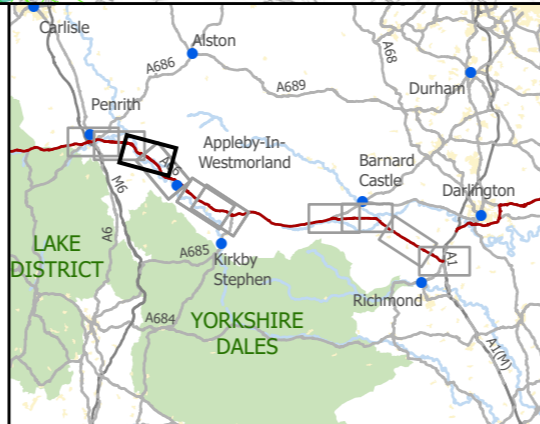 Carlisle
Alston
A68
A686
A689
Durham
Penrith
Appleby-In-
Westmorland
Barnard
Castle
Darlington
M6
A6
LAKE
DISTRICT
A685
Kirkby
Stephen
A1
Richmond
A684
YORKSHIRE
DALES
A1(M)